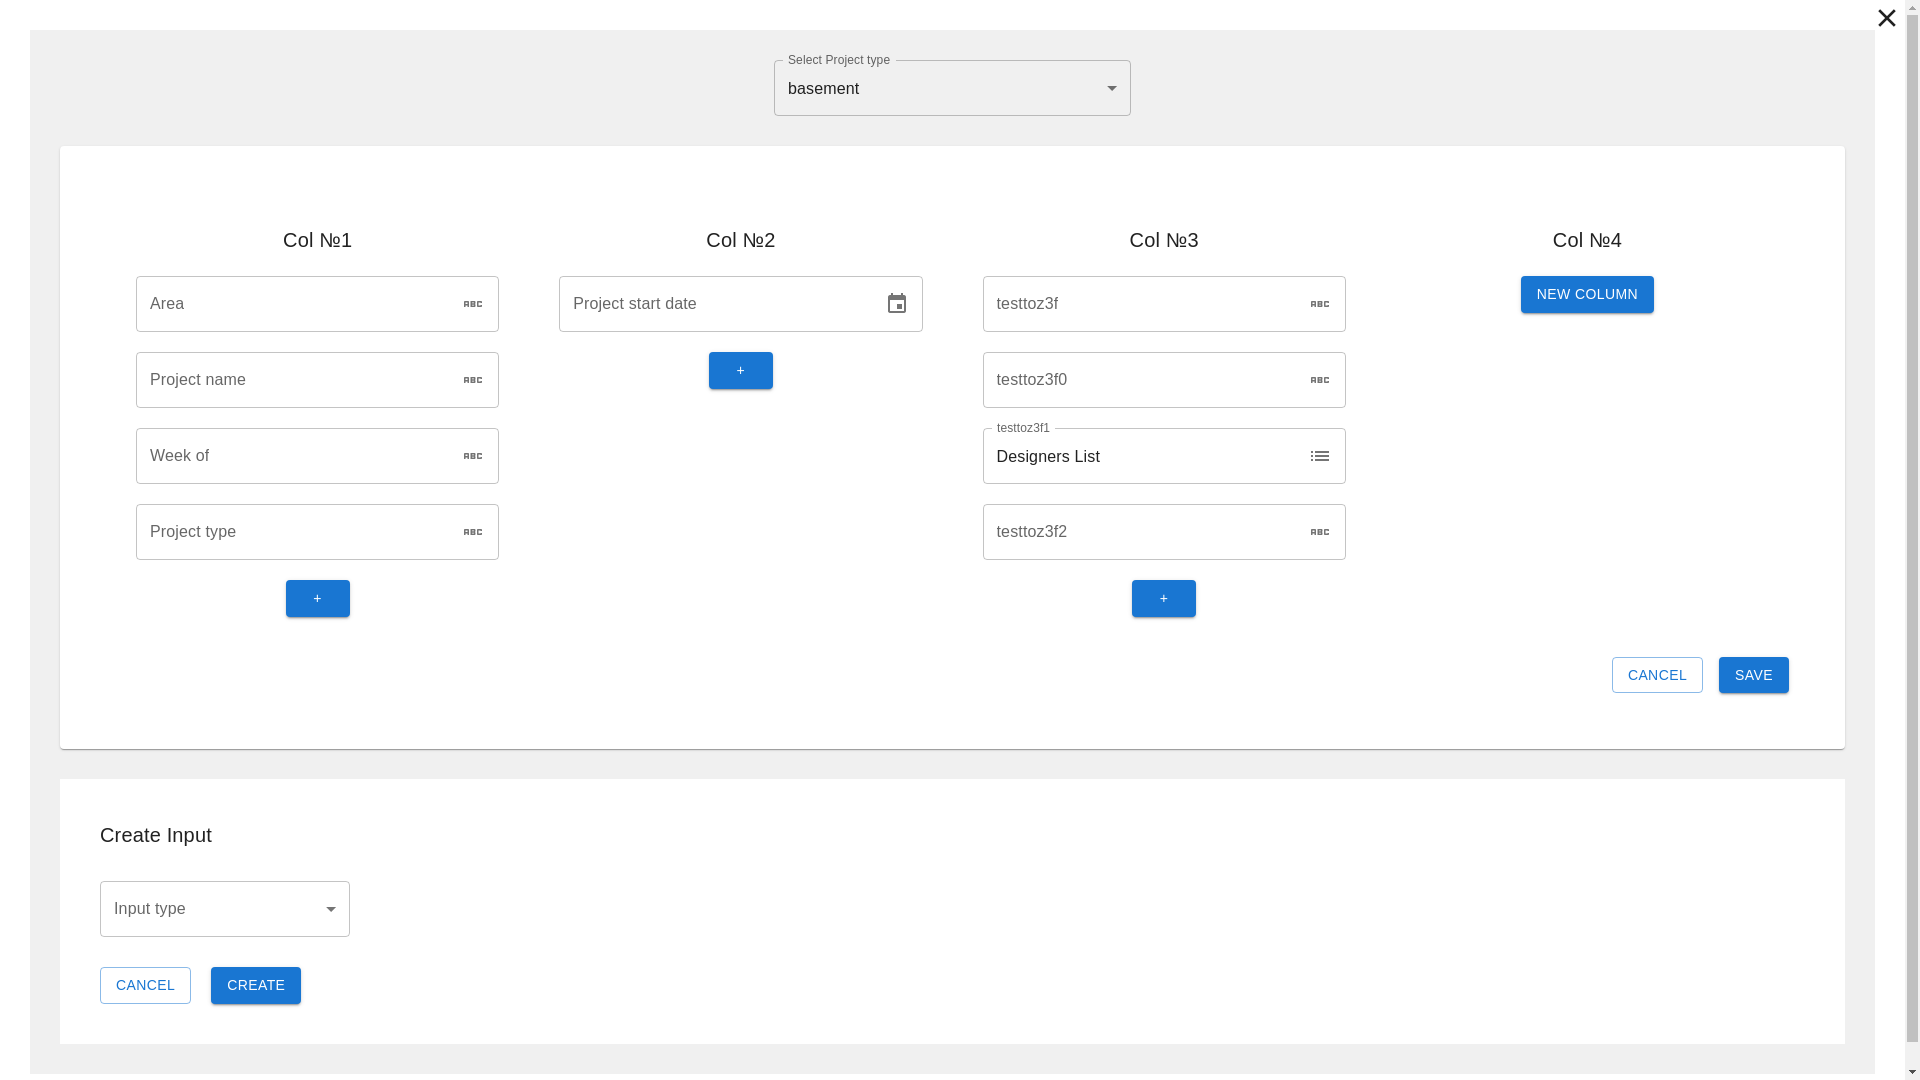 Select Project type
basement
Col №1
Col №2
Col №3
Col №4
Area ABC
Project start date
testtoz3f ABC
NEW COLUMN
Project name ABC
+
testtoz3f0 ABC
Week of ABC
testtoz3f1
Designers List
Project type ABC
testtoz3f2 ABC
+
+
CANCEL
SAVE
Create Input
Input type
CANCEL
CREATE